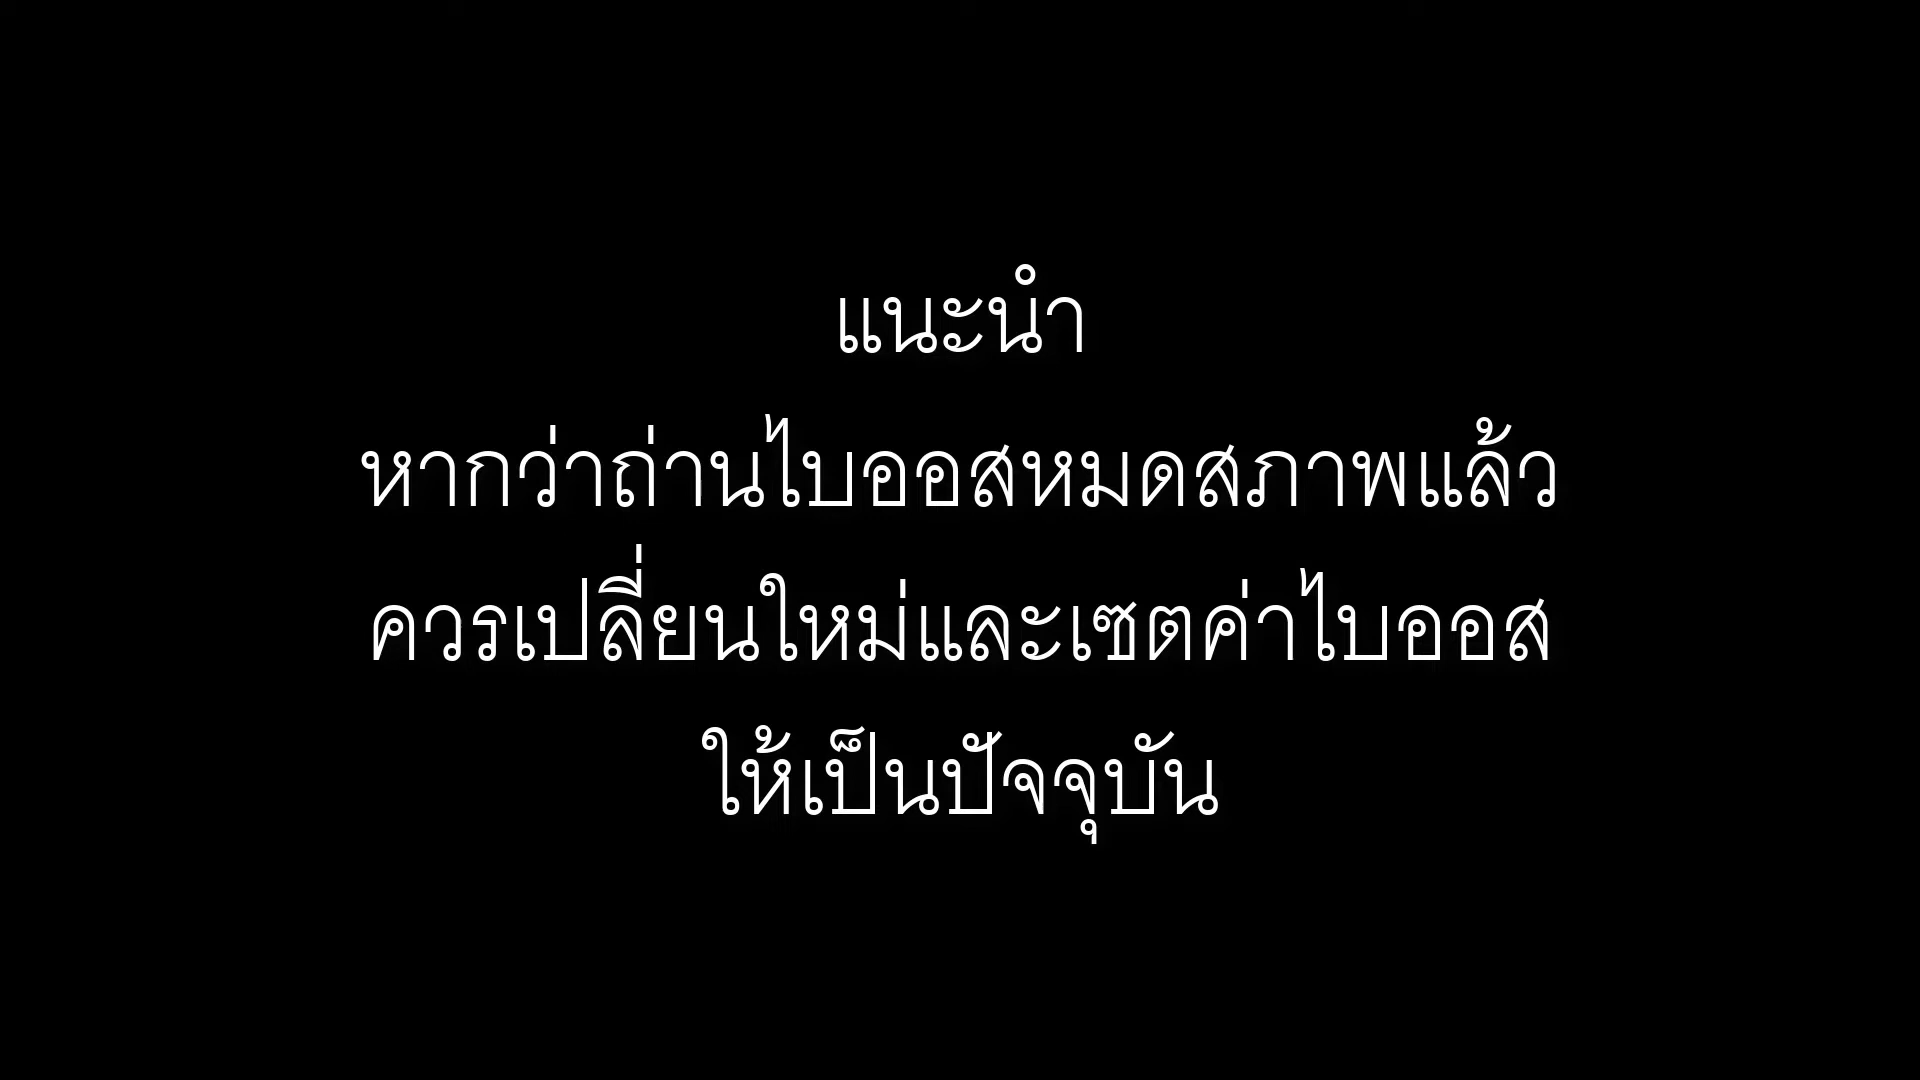 แนะนำ
หากว่าถ่านไบออสหมดสภาพแล้ว
ควรเปลี่ยนใหม่และเซตค่าไบออส
ให้เป็นปัจจุบัน